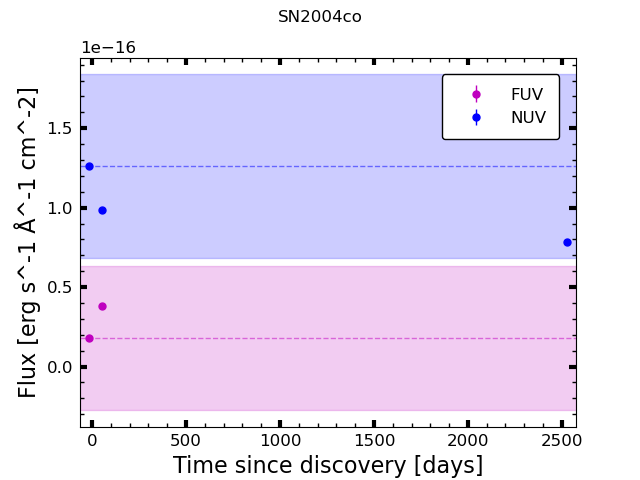 SN2004co
1e−16
FUV
NUV
1.5
1.0
0.5
0.0
Flux [erg s^-1 Å^-1 cm^-2]
0 500 1000 1500 2000 2500
Time since discovery [days]